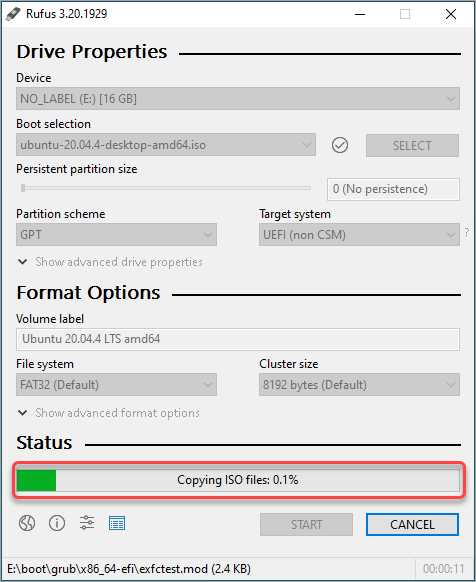 Rufus 3.20.1929
Drive Properties
Device
NO_LABEL (E:) [16 GB]
Boot selection
ubuntu-20.04.4-desktop-amd64.iso
SELECT
Persistent partition size
0 (No persistence)
Partition scheme
Target system
GPT
UEFI (non CSM)
?
Show advanced drive properties
Format Options
Volume label
Ubuntu 20.04.4 LTS amd64
File system
Cluster size
FAT32 (Default)
8192 bytes (Default)
Show advanced format options
Status
Copying ISO files: 0.1%
START
CANCEL
E:\boot\grub\x86_64-efi\exfctest.mod (2.4 KB)
00:00:11